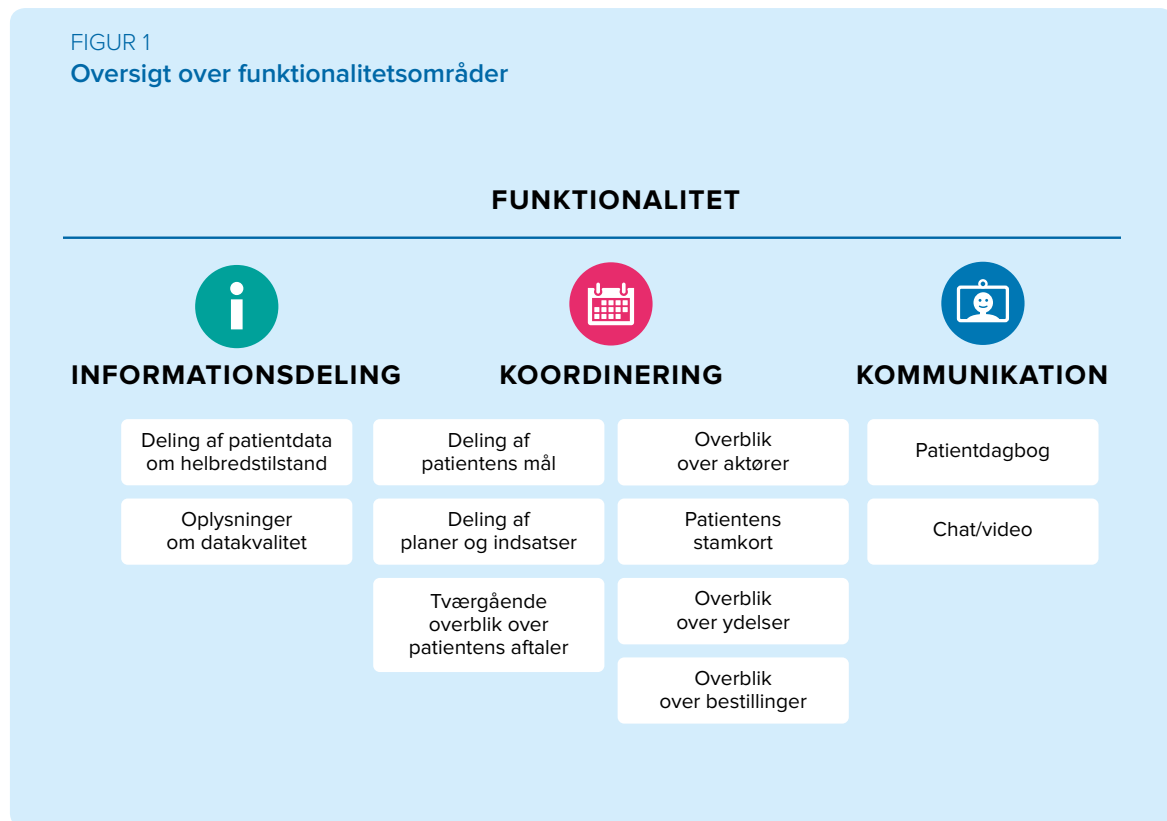 FIGUR 1
Oversigt over funktionalitetsområder
FUNKTIONALITET
INFORMATIONSDELING
Deling af patientdata
om helbredstilstand
Oplysninger
om datakvalitet
KOORDINERING
Deling af
patientens mål
Deling af
planer og indsatser
Tværgående
overblik over
patientens aftaler
Overblik
over aktører
Patientens
stamkort
Overblik
over ydelser
Overblik
over bestillinger
KOMMUNIKATION
Patientdagbog
Chat/video